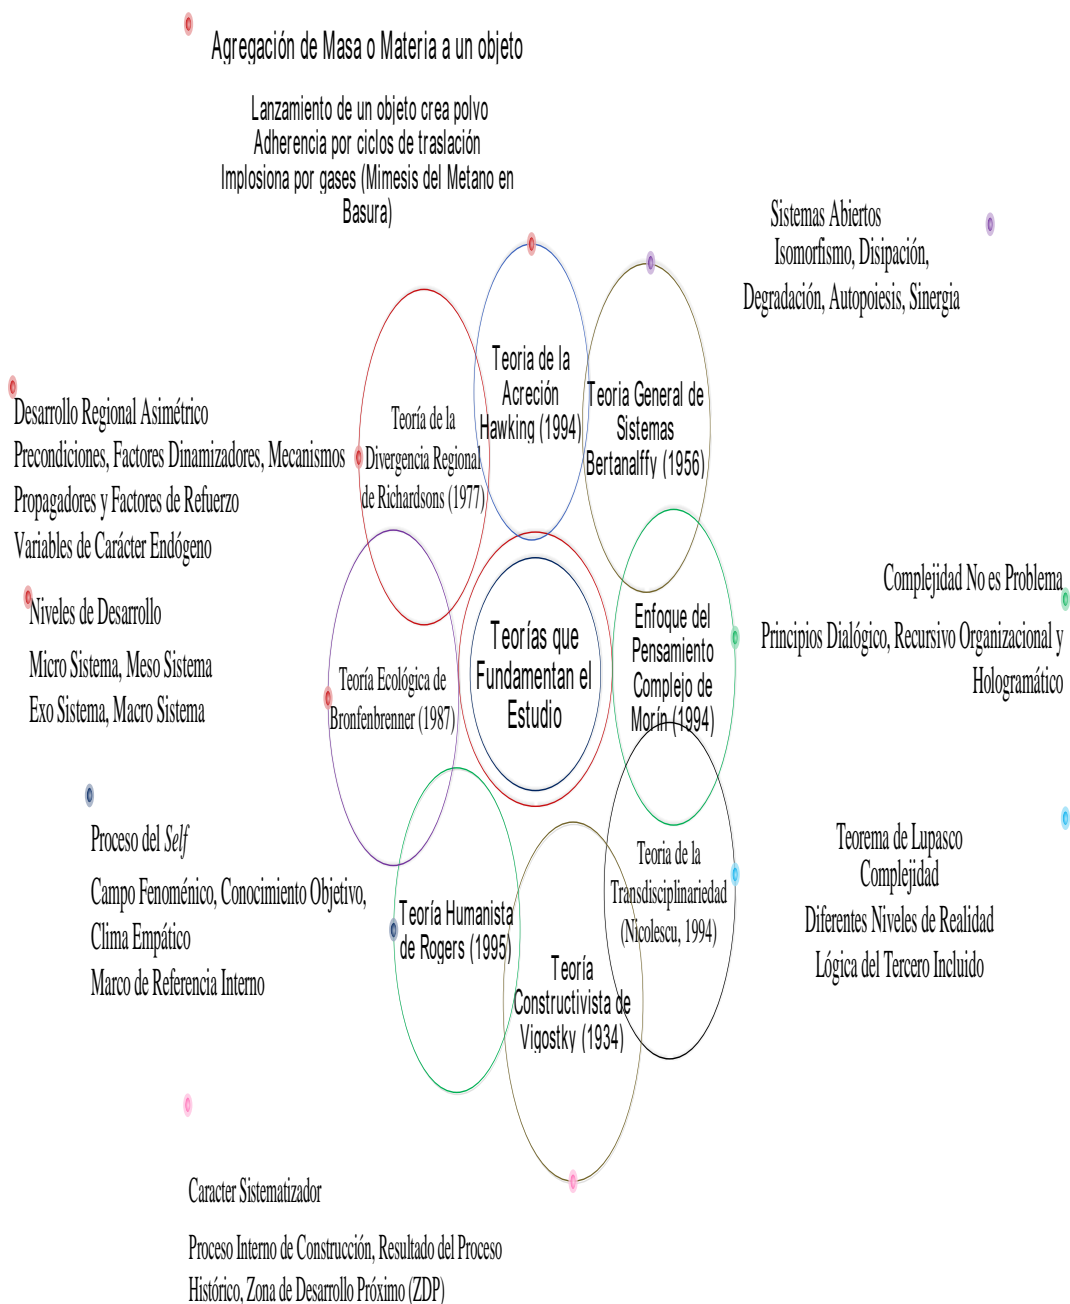 Agregación de Masa o Materia a un objeto
Lanzamiento de un objeto crea polvo
Adherencia por ciclos de traslación
Implosiona por gases (Mimesis del Metano en
Basura)
Sistemas Abiertos
Isomorfismo, Disipación,
Degradación, Autopoiesis, Sinergia
Teoria de la
Acreción
Hawking (1994)
Teoria General de
Sistemas
Bertanalffy (1956)
Teoría de la
Divergencia Regional
de Richardsons (1977)
Desarrollo Regional Asimétrico
Precondiciones, Factores Dinamizadores, Mecanismos
Propagadores y Factores de Refuerzo
Variables de Carácter Endógeno
Niveles de Desarrollo
Micro Sistema, Meso Sistema
Exo Sistema, Macro Sistema
Teoría Ecológica de
Bronfenbrenner (1987)
Teorías que
Fundamentan el
Estudio
Enfoque del
Pensamiento
Complejo de
Morín (1994)
Complejidad No es Problema
Principios Dialógico, Recursivo Organizacional y
Hologramático
Proceso del Self
Campo Fenoménico, Conocimiento Objetivo,
Clima Empático
Marco de Referencia Interno
Teoría Humanista
de Rogers (1995)
Teoria de la
Transdisciplinariedad
(Nicolescu, 1994)
Teorema de Lupasco
Complejidad
Diferentes Niveles de Realidad
Lógica del Tercero Incluido
Teoría
Constructivista de
Vigostky (1934)
Caracter Sistematizador
Proceso Interno de Construcción, Resultado del Proceso
Histórico, Zona de Desarrollo Próximo (ZDP)